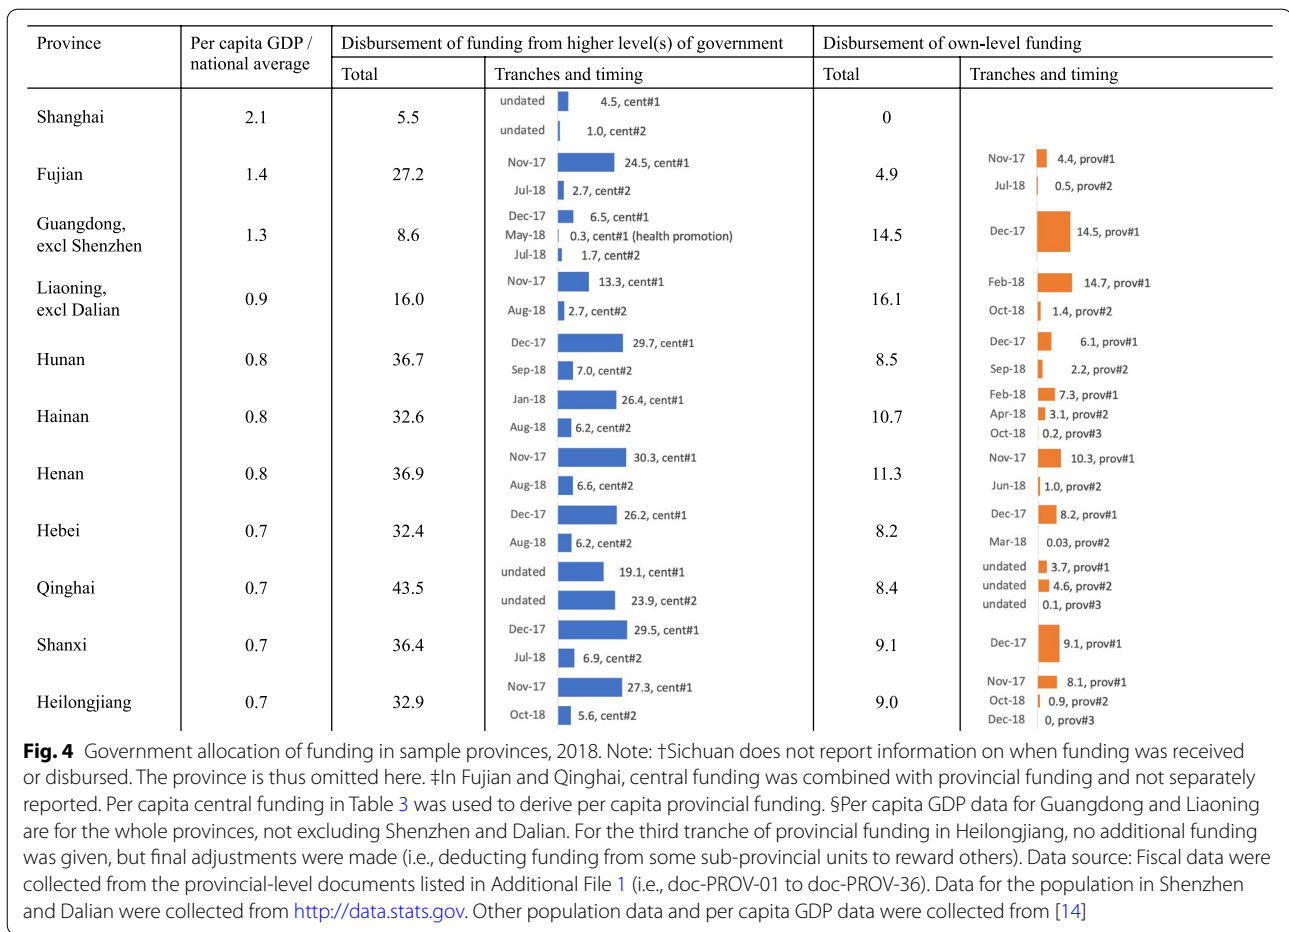 Province
Per capita GDP /
national average
Disbursement of funding from higher level(s) of government
Disbursement of own-level funding
Total
Tranches and timing
Total
Tranches and timing
Shanghai
2.1
5.5
undated 4.5, cent#1
undated 1.0, cent#2
0
Fujian
1.4
27.2
Nov-17 24.5, cent#1
Jul-18 2.7, cent#2
4.9
Nov-17 4.4, prov#1
Jul-18 0.5, prov#2
Guangdong,
excl Shenzhen
1.3
8.6
Dec-17 6.5, cent#1
May-18 0.3, cent#1 (health promotion)
Jul-18 1.7, cent#2
14.5
Dec-17 14.5, prov#1
Liaoning,
excl Dalian
0.9
16.0
Nov-17 13.3, cent#1
Aug-18 2.7, cent#2
16.1
Feb-18 14.7, prov#1
Oct-18 1.4, prov#2
Hunan
0.8
36.7
Dec-17 29.7, cent#1
Sep-18 7.0, cent#2
8.5
Dec-17 6.1, prov#1
Sep-18 2.2, prov#2
Hainan
0.8
32.6
Jan-18 26.4, cent#1
Aug-18 6.2, cent#2
10.7
Feb-18 7.3, prov#1
Apr-18 3.1, prov#2
Oct-18 0.2, prov#3
Henan
0.8
36.9
Nov-17 30.3, cent#1
Aug-18 6.6, cent#2
11.3
Nov-17 10.3, prov#1
Jun-18 1.0, prov#2
Hebei
0.7
32.4
Dec-17 26.2, cent#1
Aug-18 6.2, cent#2
8.2
Dec-17 8.2, prov#1
Mar-18 0.03, prov#2
Qinghai
0.7
43.5
undated 19.1, cent#1
undated 23.9, cent#2
8.4
undated 3.7, prov#1
undated 4.6, prov#2
undated 0.1, prov#3
Shanxi
0.7
36.4
Dec-17 29.5, cent#1
Jul-18 6.9, cent#2
9.1
Dec-17 9.1, prov#1
Heilongjiang
0.7
32.9
Nov-17 27.3, cent#1
Oct-18 5.6, cent#2
9.0
Nov-17 8.1, prov#1
Oct-18 0.9, prov#2
Dec-18 0, prov#3
Fig. 4 Government allocation of funding in sample provinces, 2018. Note: †Sichuan does not report information on when funding was received
or disbursed. The province is thus omitted here. ‡In Fujian and Qinghai, central funding was combined with provincial funding and not separately
reported. Per capita central funding in Table 3 was used to derive per capita provincial funding. §Per capita GDP data for Guangdong and Liaoning
are for the whole provinces, not excluding Shenzhen and Dalian. For the third tranche of provincial funding in Heilongjiang, no additional funding
was given, but final adjustments were made (i.e., deducting funding from some sub-provincial units to reward others). Data source: Fiscal data were
collected from the provincial-level documents listed in Additional File 1 (i.e., doc-PROV-01 to doc-PROV-36). Data for the population in Shenzhen
and Dalian were collected from http://data.stats.gov. Other population data and per capita GDP data were collected from [14]